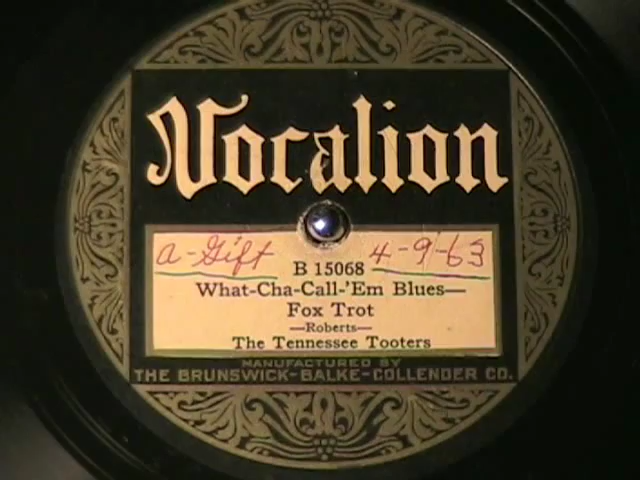 Vocalion
a-Gift 4-9-63
B 15068
What-Cha-Call-'Em Blues—
Fox Trot
—Roberts—
The Tennessee Tooters
MANUFACTURED BY
THE BRUNSWICK-BALKE-COLLENDER CO.